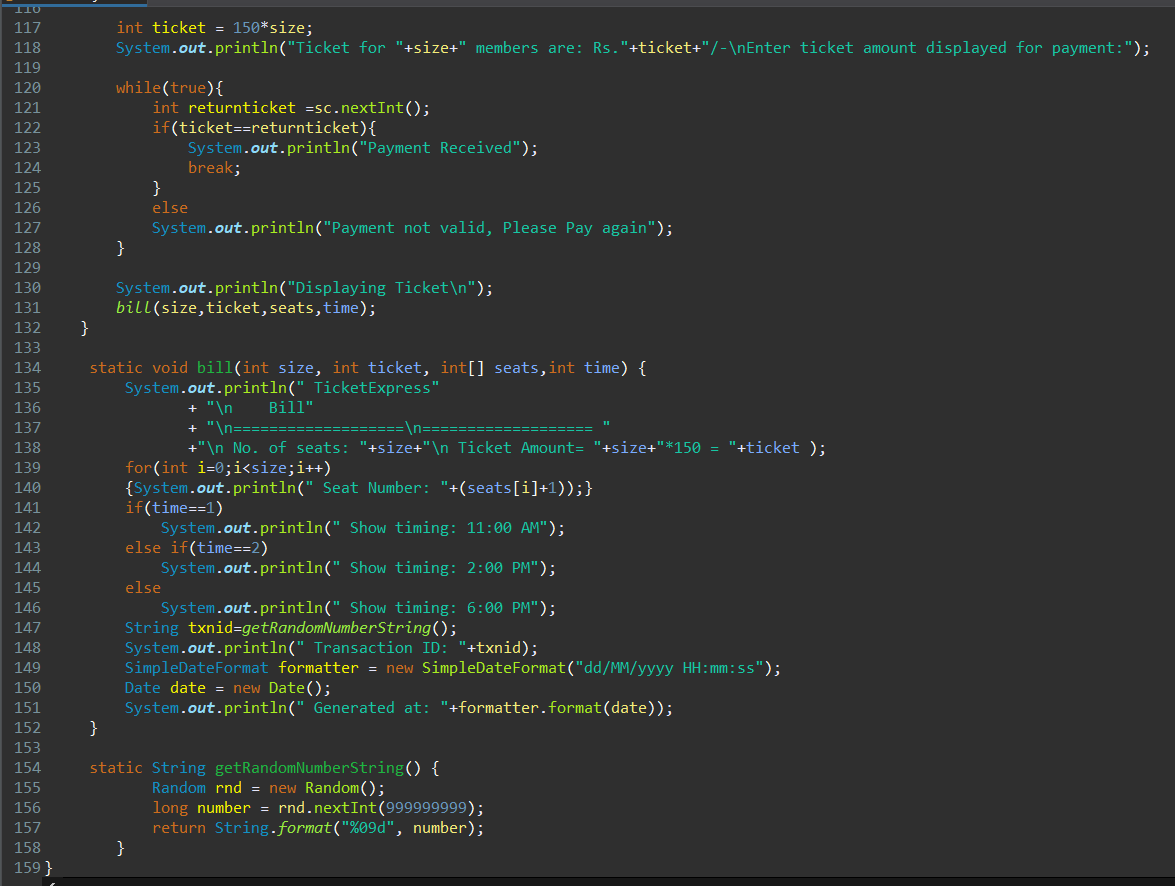 116
117 int ticket = 150*size;
118 System.out.println("Ticket for "+size+" members are: Rs."+ticket+"/-\nEnter ticket amount displayed for payment:");
119
120 while(true){
121 int returnticket =sc.nextInt();
122 if(ticket==returnticket){
123 System.out.println("Payment Received");
124 break;
125 }
126 else
127 System.out.println("Payment not valid, Please Pay again");
128 }
129
130 System.out.println("Displaying Ticket\n");
131 bill(size,ticket,seats,time);
132 }
133
134 static void bill(int size, int ticket, int[] seats,int time) {
135 System.out.println(" TicketExpress"
136 + "\n    Bill"
137 + "\n===================\n=================== "
138 +"\n No. of seats: "+size+"\n Ticket Amount= "+size+"*150 = "+ticket );
139 for(int i=0;i<size;i++)
140 {System.out.println(" Seat Number: "+(seats[i]+1));}
141 if(time==1)
142 System.out.println(" Show timing: 11:00 AM");
143 else if(time==2)
144 System.out.println(" Show timing: 2:00 PM");
145 else
146 System.out.println(" Show timing: 6:00 PM");
147 String txnid=getRandomNumberString();
148 System.out.println(" Transaction ID: "+txnid);
149 SimpleDateFormat formatter = new SimpleDateFormat("dd/MM/yyyy HH:mm:ss");
150 Date date = new Date();
151 System.out.println(" Generated at: "+formatter.format(date));
152 }
153
154 static String getRandomNumberString() {
155 Random rnd = new Random();
156 long number = rnd.nextInt(999999999);
157 return String.format("%09d", number);
158 }
159 }